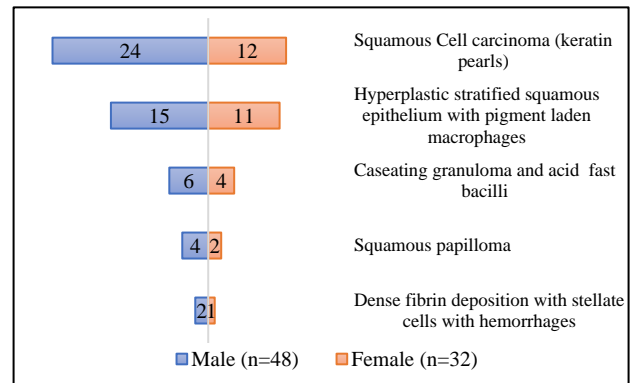 24 12 Squamous Cell carcinoma (keratin
pearls)
15 11 Hyperplastic stratified squamous
epithelium with pigment laden
macrophages
6 4 Caseating granuloma and acid fast
bacilli
4 2 Squamous papilloma
2 1 Dense fibrin deposition with stellate
cells with hemorrhages
Male (n=48) Female (n=32)